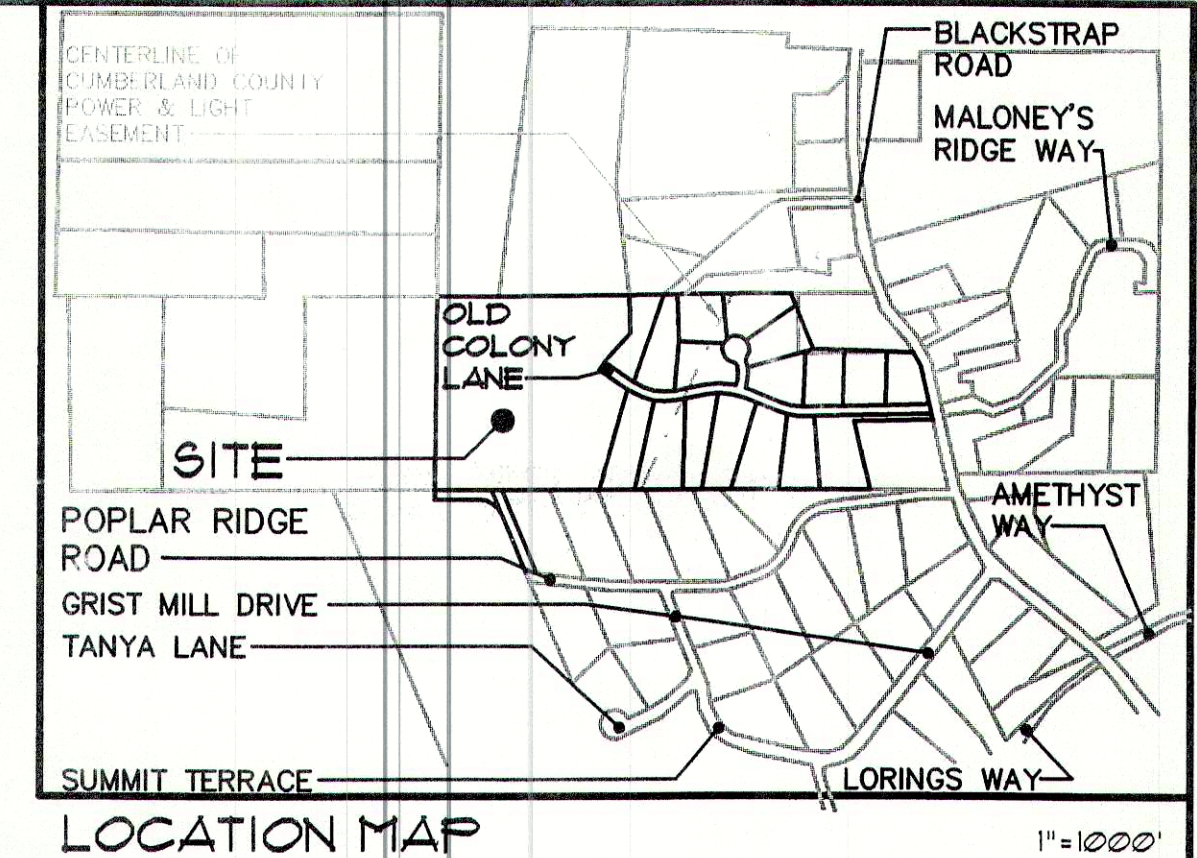 CENTERLINE OF
CUMBERLAND COUNTY
POWER & LIGHT
EASEMENT
BLACKSTRAP
ROAD
MALONEY'S
RIDGE WAY
OLD
COLONY
LANE
SITE
AMETHYST
WAY
POPLAR RIDGE
ROAD
GRIST MILL DRIVE
TANYA LANE
SUMMIT TERRACE
LORINGS WAY
LOCATION MAP
1"=1000'